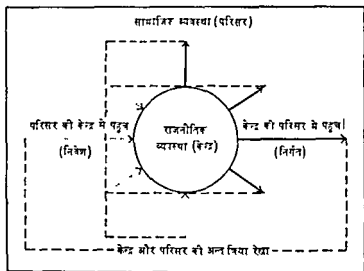 सामाजिक व्यवस्था (परिसर)
परिसर की केन्द्र मे पहुच
(निवेश)
राजनीतिक
व्यवस्था (केन्द्र)
केन्द्र की परिसर मे पहुच
(निर्गत)
केन्द्र और परिसर की अन्त क्रिया रेखा